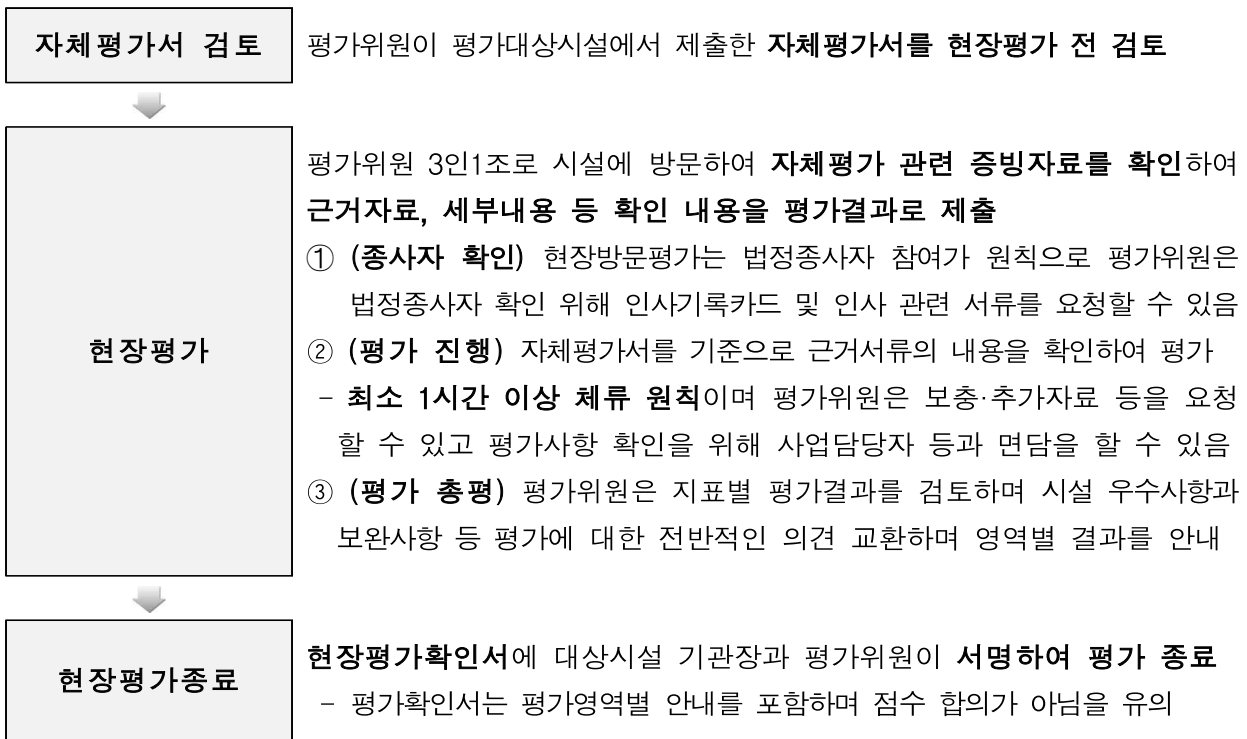 자체평가서 검토
평가위원이 평가대상시설에서 제출한 자체평가서를 현장평가 전 검토
현장평가
평가위원 3인1조로 시설에 방문하여 자체평가 관련 증빙자료를 확인하여
근거자료, 세부내용 등 확인 내용을 평가결과로 제출
① (종사자 확인) 현장방문평가는 법정종사자 참여가 원칙으로 평가위원은
법정종사자 확인 위해 인사기록카드 및 인사 관련 서류를 요청할 수 있음
② (평가 진행) 자체평가서를 기준으로 근거서류의 내용을 확인하여 평가
- 최소 1시간 이상 체류 원칙이며 평가위원은 보충·추가자료 등을 요청
할 수 있고 평가사항 확인을 위해 사업담당자 등과 면담을 할 수 있음
③ (평가 총평) 평가위원은 지표별 평가결과를 검토하며 시설 우수사항과
보완사항 등 평가에 대한 전반적인 의견 교환하며 영역별 결과를 안내
현장평가종료
현장평가확인서에 대상시설 기관장과 평가위원이 서명하여 평가 종료
- 평가확인서는 평가영역별 안내를 포함하며 점수 합의가 아님을 유의